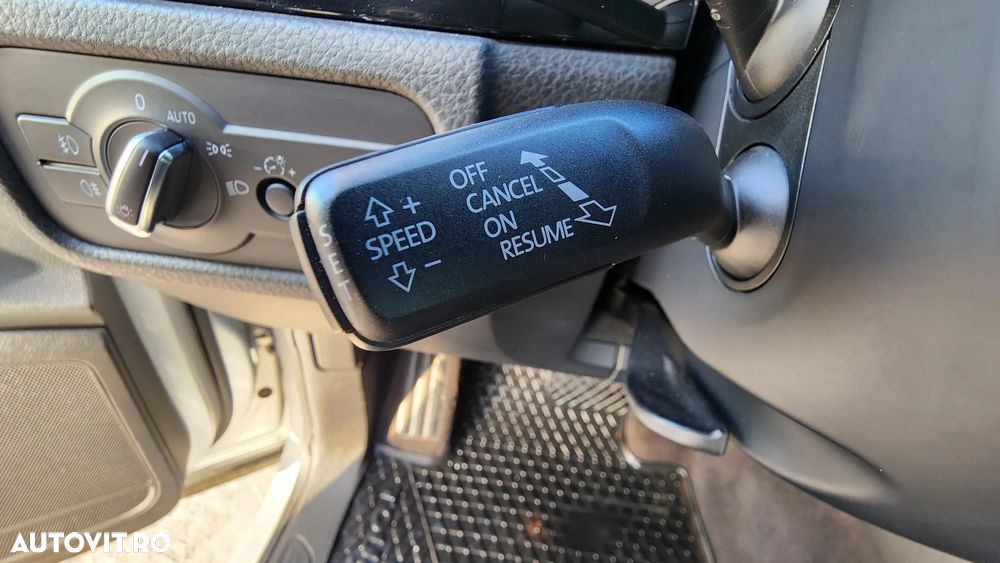 0
AUTO
OFF
CANCEL
ON
RESUME
+
SPEED
−
SET
− +
AUTOVIT.RO